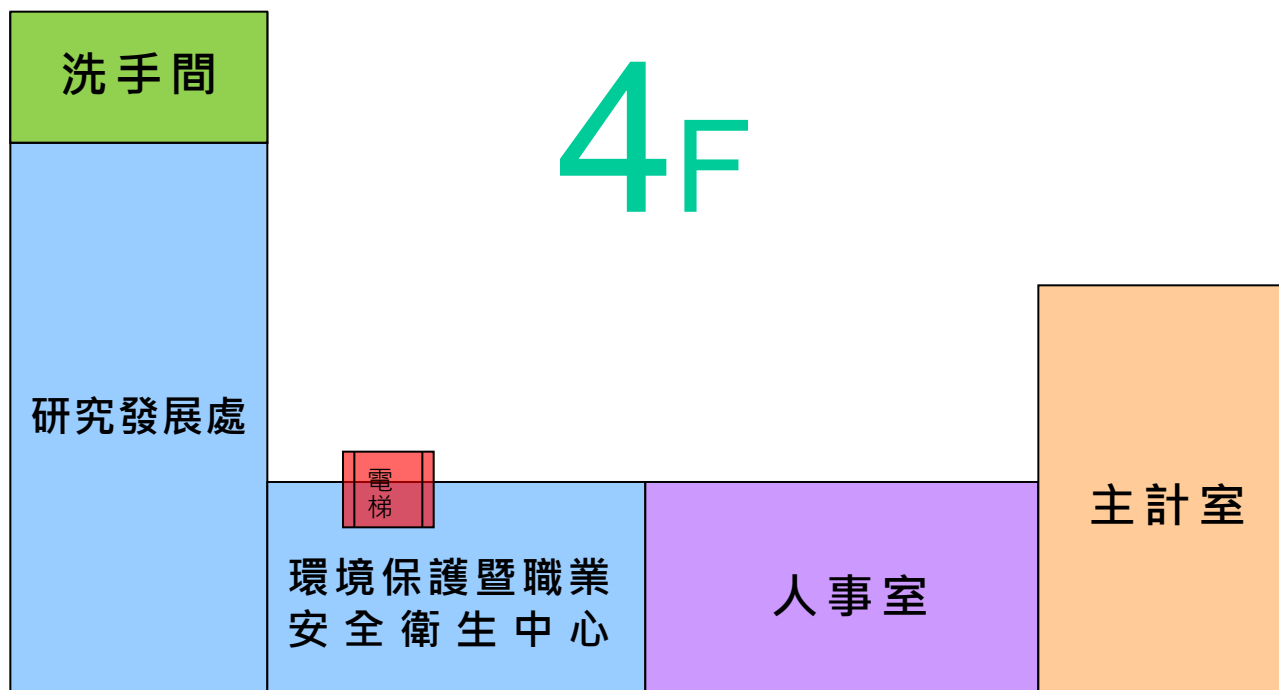 洗手間
4F
研究發展處
電
梯
環境保護暨職業
安全衛生中心
人事室
主計室